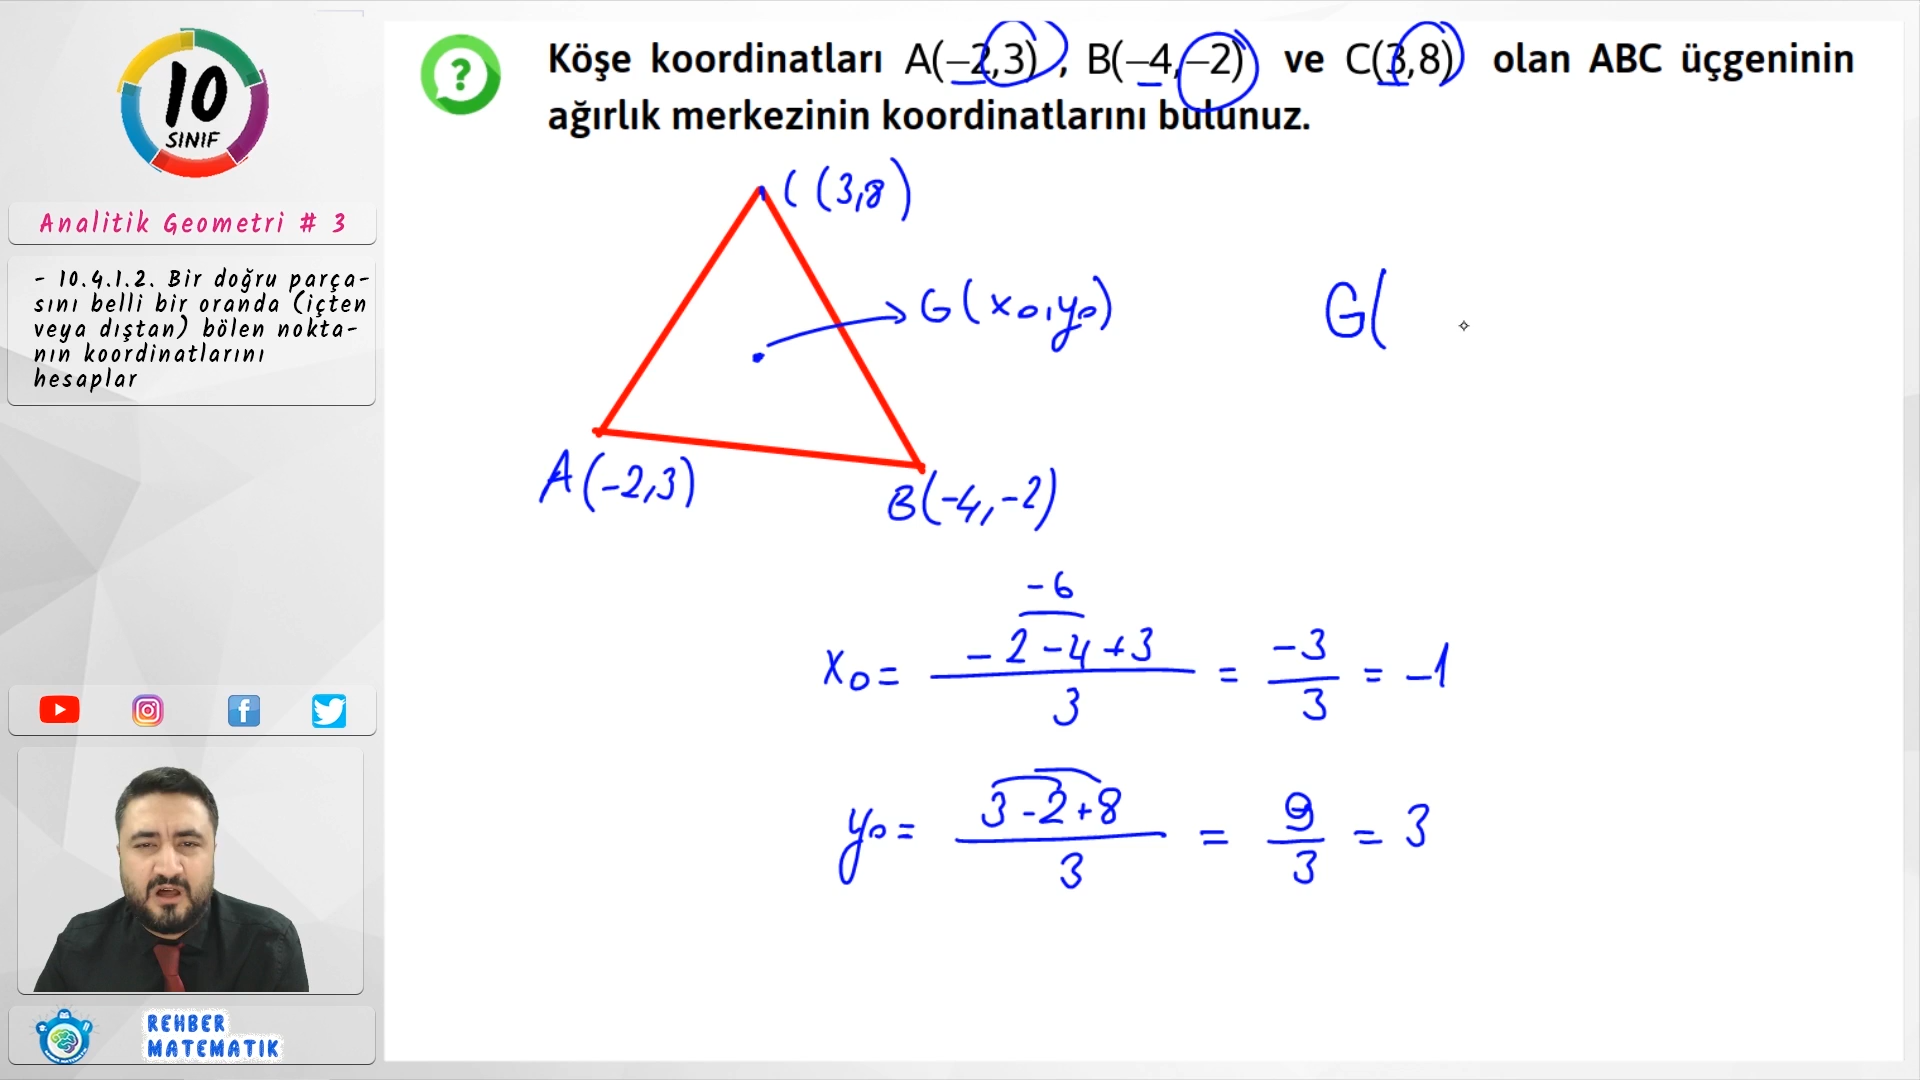 10
SINIF
Analitik Geometri # 3
- 10.4.1.2. Bir doğru parça-
sını belli bir oranda (içten
veya dıştan) bölen nokta-
nın koordinatlarını
hesaplar
REHBER
MATEMATİK
?
Köşe koordinatları A(−2,3) , B(−4,−2) ve C(3,8) olan ABC üçgeninin
ağırlık merkezinin koordinatlarını bulunuz.
C (3,8)
G(x₀,y₀)
G(
A(-2,3)
B(-4,-2)
-6
x₀ = (-2-4+3)/3 = -3/3 = -1
y₀ = (3-2+8)/3 = 9/3 = 3